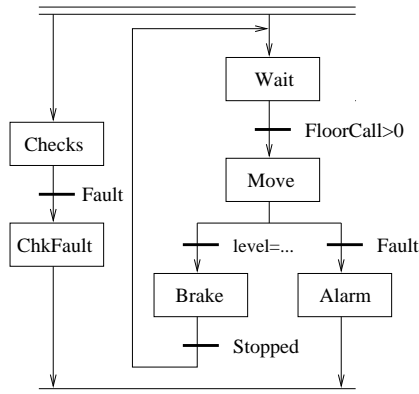 Wait
FloorCall>0
Checks
Move
Fault
ChkFault
level=...
Fault
Brake
Alarm
Stopped